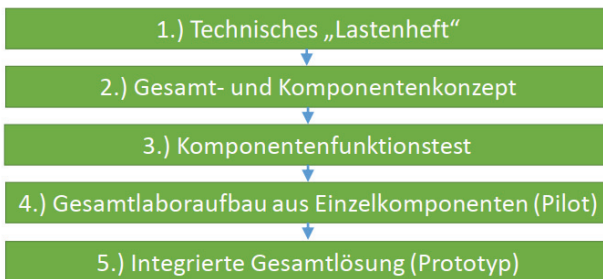 1.) Technisches „Lastenheft“
2.) Gesamt- und Komponentenkonzept
3.) Komponentenfunktionstest
4.) Gesamtlaboraufbau aus Einzelkomponenten (Pilot)
5.) Integrierte Gesamtlösung (Prototyp)